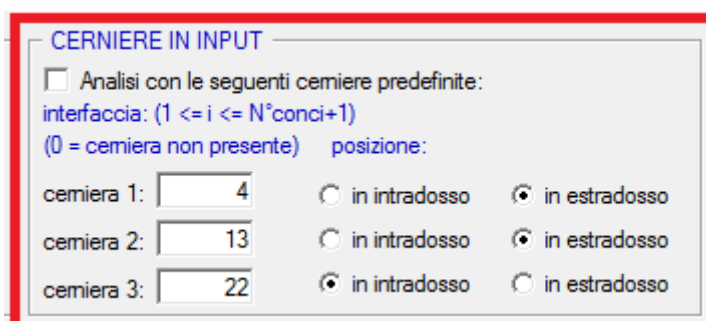 CERNIERE IN INPUT
Analisi con le seguenti cerniere predefinite:
interfaccia: (1 <= i <= N°conci+1)
(0 = cerniera non presente) posizione:
cerniera 1: 4 in intradosso in estradosso
cerniera 2: 13 in intradosso in estradosso
cerniera 3: 22 in intradosso in estradosso